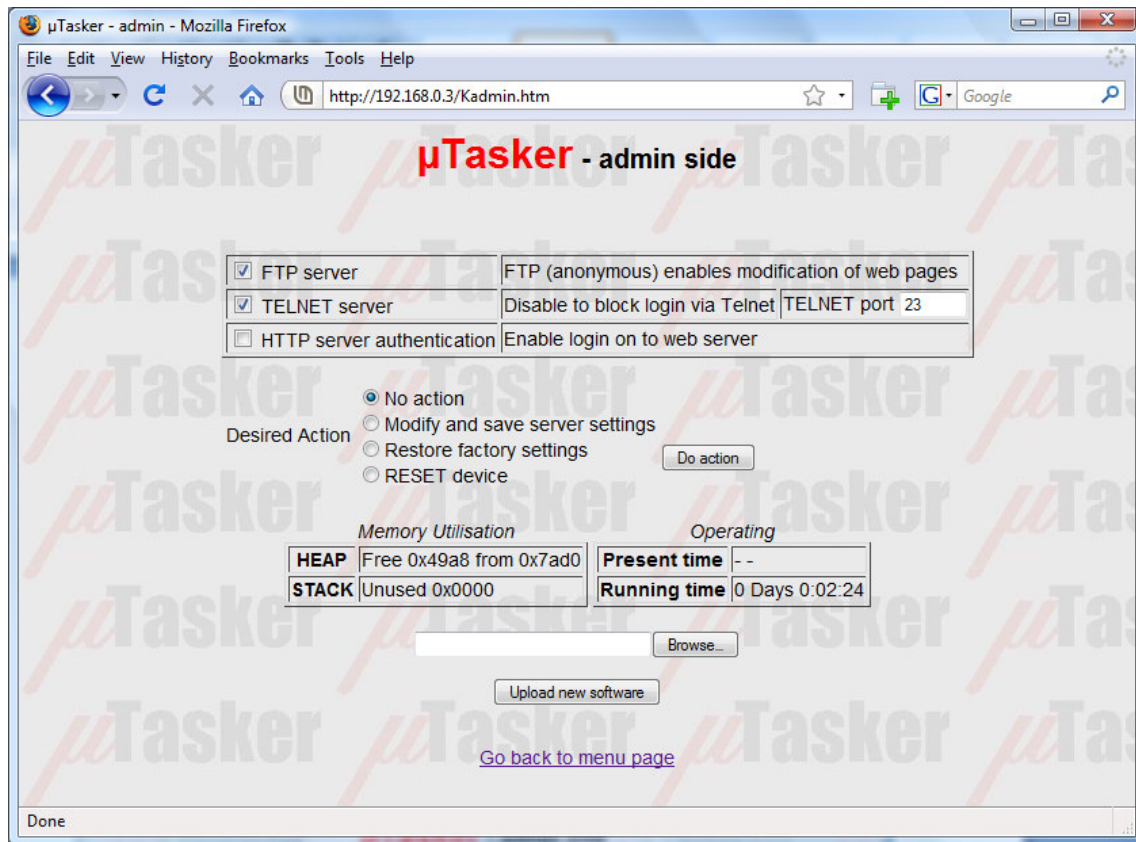 µTasker - admin - Mozilla Firefox
File Edit View History Bookmarks Tools Help
http://192.168.0.3/Kadmin.htm
G Google
µTasker - admin side
FTP server FTP (anonymous) enables modification of web pages
TELNET server Disable to block login via Telnet TELNET port 23
HTTP server authentication Enable login on to web server
No action
Modify and save server settings
Desired Action
Restore factory settings
Do action
RESET device
Memory Utilisation Operating
HEAP Free 0x49a8 from 0x7ad0 Present time - -
STACK Unused 0x0000 Running time 0 Days 0:02:24
Browse...
Upload new software
Go back to menu page
Done